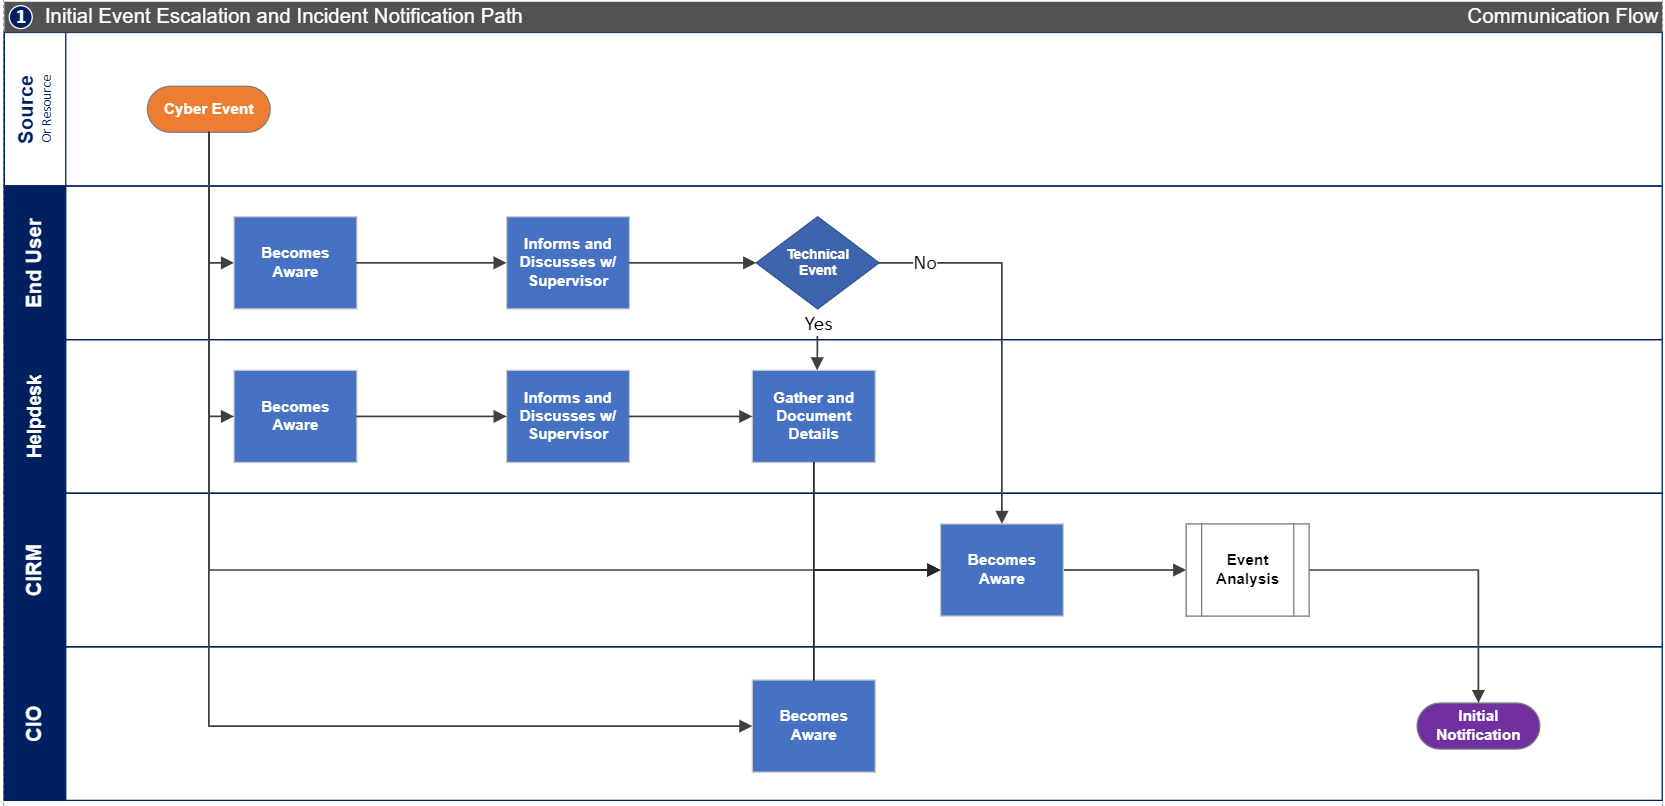 1 Initial Event Escalation and Incident Notification Path
Communication Flow
Source
Or Resource
Cyber Event
End User
Becomes
Aware
Informs and
Discusses w/
Supervisor
Technical
Event
No
Yes
Helpdesk
Becomes
Aware
Informs and
Discusses w/
Supervisor
Gather and
Document
Details
CIRM
Becomes
Aware
Event
Analysis
CIO
Becomes
Aware
Initial
Notification